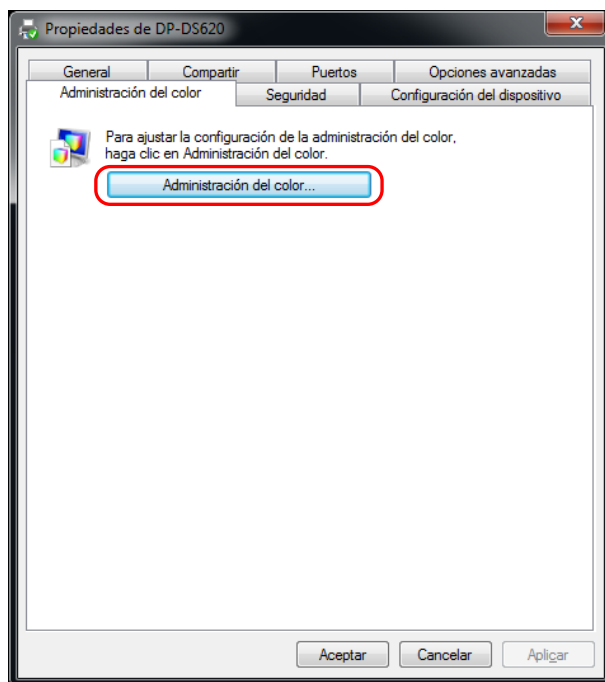 Propiedades de DP-DS620
General Compartir Puertos Opciones avanzadas
Administración del color Seguridad Configuración del dispositivo
Para ajustar la configuración de la administración del color,
haga clic en Administración del color.
Administración del color...
Aceptar Cancelar Aplicar